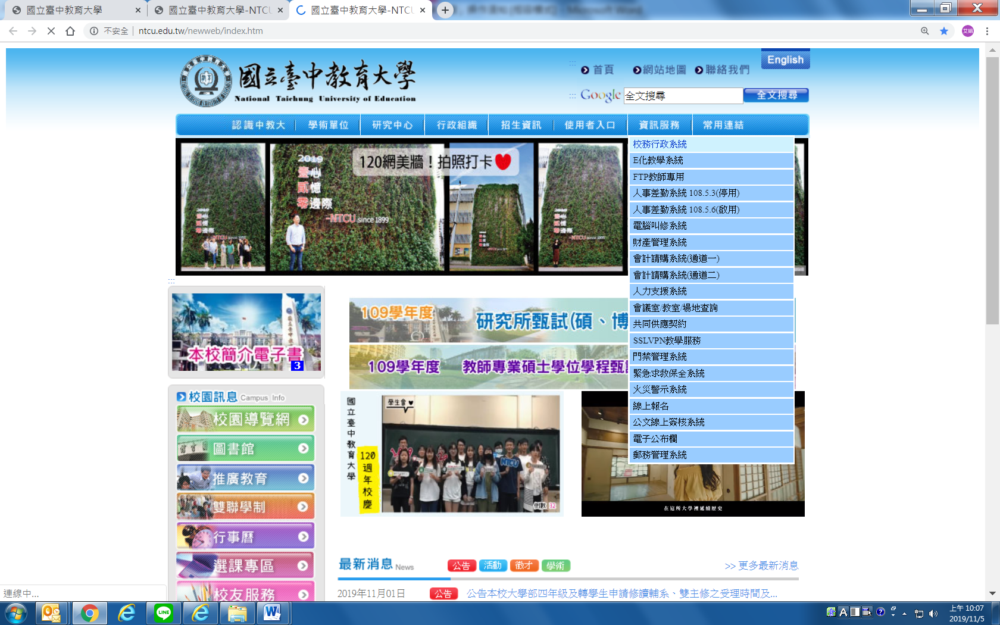 國立臺中教育大學
國立臺中教育大學-NTCU
國立臺中教育大學-NTCU
不安全 ntcu.edu.tw/newweb/index.htm
國立臺中教育大學
National Taichung University of Education
首頁 網站地圖 聯絡我們 English
Google 全文搜尋 全文搜尋
認識中教大 學術單位 研究中心 行政組織 招生資訊 使用者入口 資訊服務 常用連結
120網美牆！拍照打卡
2019
壹心
貳憶
零邊際
-NTCU since 1899
校務行政系統
E化教學系統
FTP教師專用
人事差勤系統 108.5.3(停用)
人事差勤系統 108.5.6(啟用)
電腦叫修系統
財產管理系統
會計請購系統(通道一)
會計請購系統(通道二)
人力支援系統
會議室/教室/場地查詢
共同供應契約
SSLVPN教學服務
門禁管理系統
緊急求救保全系統
火災警示系統
線上報名
公文線上簽核系統
電子公布欄
郵務管理系統
本校簡介電子書
3
109學年度 研究所甄試(碩、博
109學年度 教師專業碩士學位學程甄
校園訊息 Campus Info
校園導覽網
圖書館
推廣教育
雙聯學制
行事曆
選課專區
校友服務
國立臺中教育大學
120週年校慶
學生會
NTCU
倒數 32
在這所大學裡延續歷史
最新消息 News
公告 活動 徵才 學術
>> 更多最新消息
2019年11月01日 公告 公告本校大學部四年級及轉學生申請修讀輔系、雙主修之受理時間及...
連線中...
上午 10:07
2019/11/5